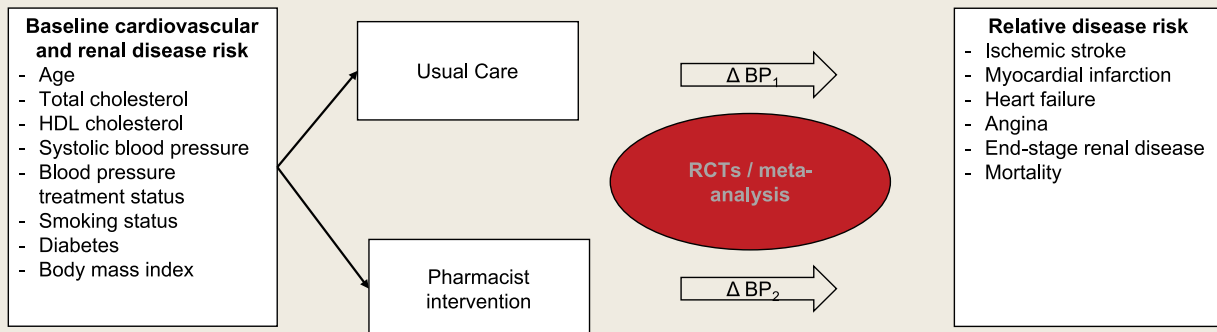 Baseline cardiovascular
and renal disease risk
- Age
- Total cholesterol
- HDL cholesterol
- Systolic blood pressure
- Blood pressure
treatment status
- Smoking status
- Diabetes
- Body mass index
Usual Care
Pharmacist
intervention
Δ BP₁
RCTs / meta-
analysis
Δ BP₂
Relative disease risk
- Ischemic stroke
- Myocardial infarction
- Heart failure
- Angina
- End-stage renal disease
- Mortality